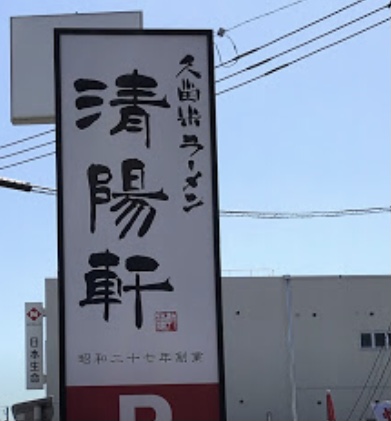 久留米ラーメン
清陽軒
昭和二十七年創業
P
日本生命